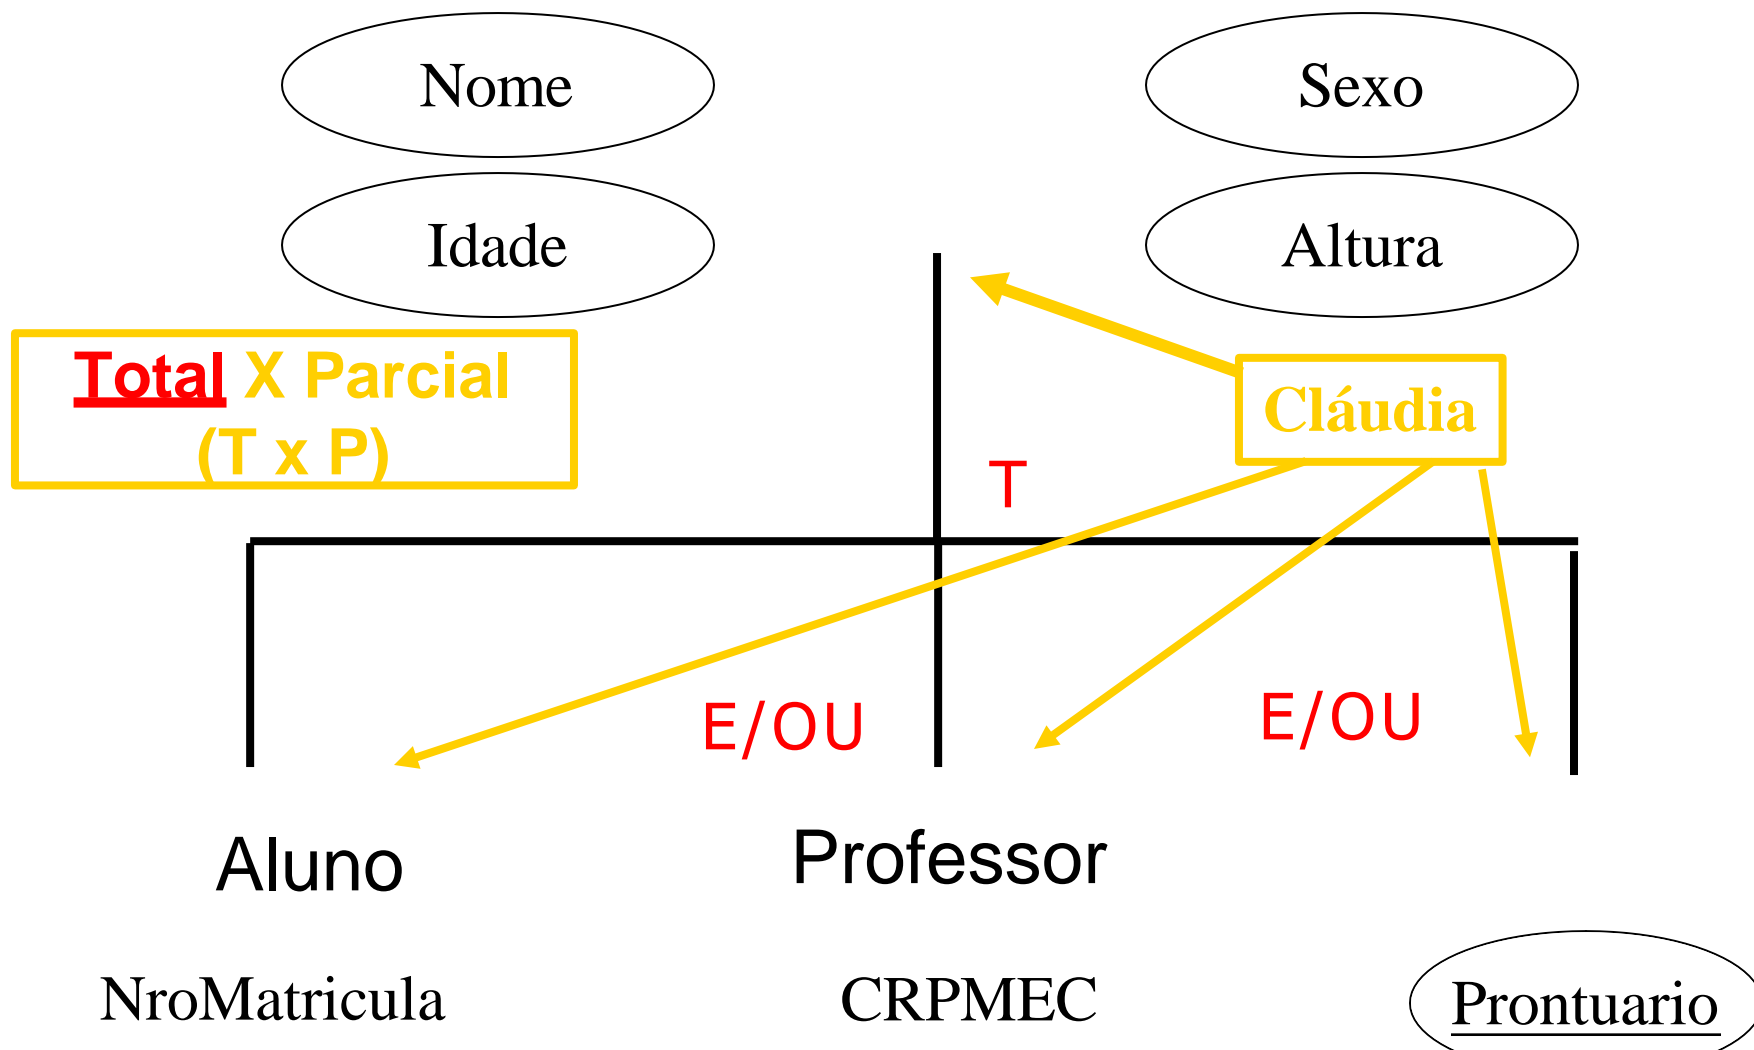 Nome
Sexo
Idade
Altura
Total X Parcial
(T x P)
Cláudia
T
E/OU
E/OU
Aluno
Professor
NroMatricula
CRPMEC
Prontuario